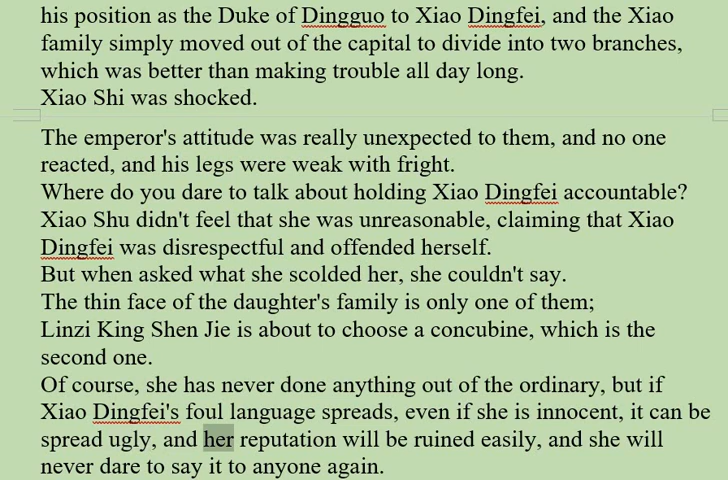 his position as the Duke of Dingguo to Xiao Dingfei, and the Xiao
family simply moved out of the capital to divide into two branches,
which was better than making trouble all day long.
Xiao Shi was shocked.
The emperor's attitude was really unexpected to them, and no one
reacted, and his legs were weak with fright.
Where do you dare to talk about holding Xiao Dingfei accountable?
Xiao Shu didn't feel that she was unreasonable, claiming that Xiao
Dingfei was disrespectful and offended herself.
But when asked what she scolded her, she couldn't say.
The thin face of the daughter's family is only one of them;
Linzi King Shen Jie is about to choose a concubine, which is the
second one.
Of course, she has never done anything out of the ordinary, but if
Xiao Dingfei's foul language spreads, even if she is innocent, it can be
spread ugly, and her reputation will be ruined easily, and she will
never dare to say it to anyone again.